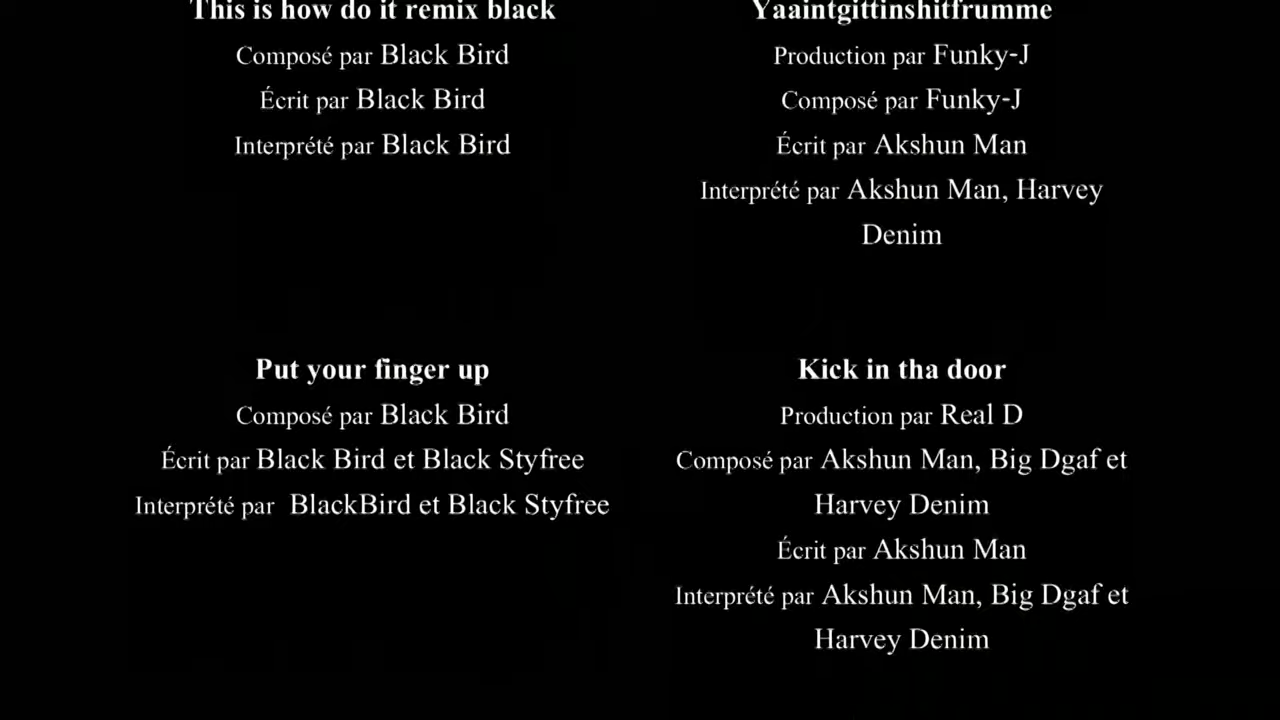 This is how do it remix black
Composé par Black Bird
Écrit par Black Bird
Interprété par Black Bird
Yaaintgittinshitfrumme
Production par Funky-J
Composé par Funky-J
Écrit par Akshun Man
Interprété par Akshun Man, Harvey
Denim
Put your finger up
Composé par Black Bird
Écrit par Black Bird et Black Styfree
Interprété par BlackBird et Black Styfree
Kick in tha door
Production par Real D
Composé par Akshun Man, Big Dgaf et
Harvey Denim
Écrit par Akshun Man
Interprété par Akshun Man, Big Dgaf et
Harvey Denim